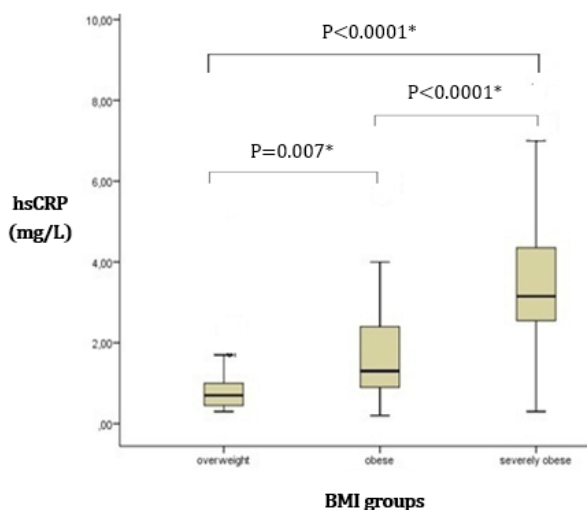 10,00
P<0.0001*
8,00
P<0.0001*
P=0.007*
6,00
hsCRP
(mg/L)
4,00
2,00
,00
overweight obese severely obese
BMI groups